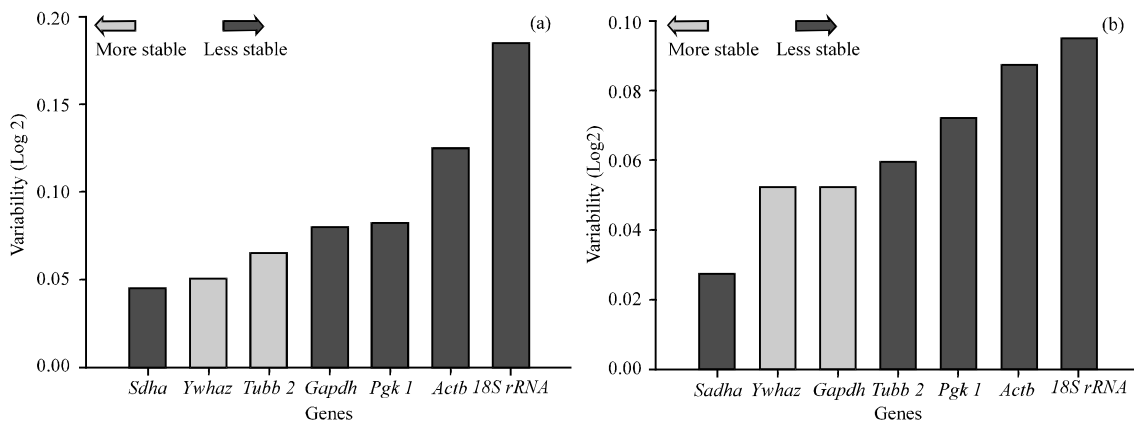 (a)
More stable
Less stable
Variability (Log 2)
0.20
0.15
0.10
0.05
0.00
Sdha
Ywhaz
Tubb 2
Gapdh
Pgk 1
Actb
18S rRNA
Genes
(b)
More stable
Less stable
Variability (Log2)
0.10
0.08
0.06
0.04
0.02
0.00
Sadha
Ywhaz
Gapdh
Tubb 2
Pgk 1
Actb
18S rRNA
Genes